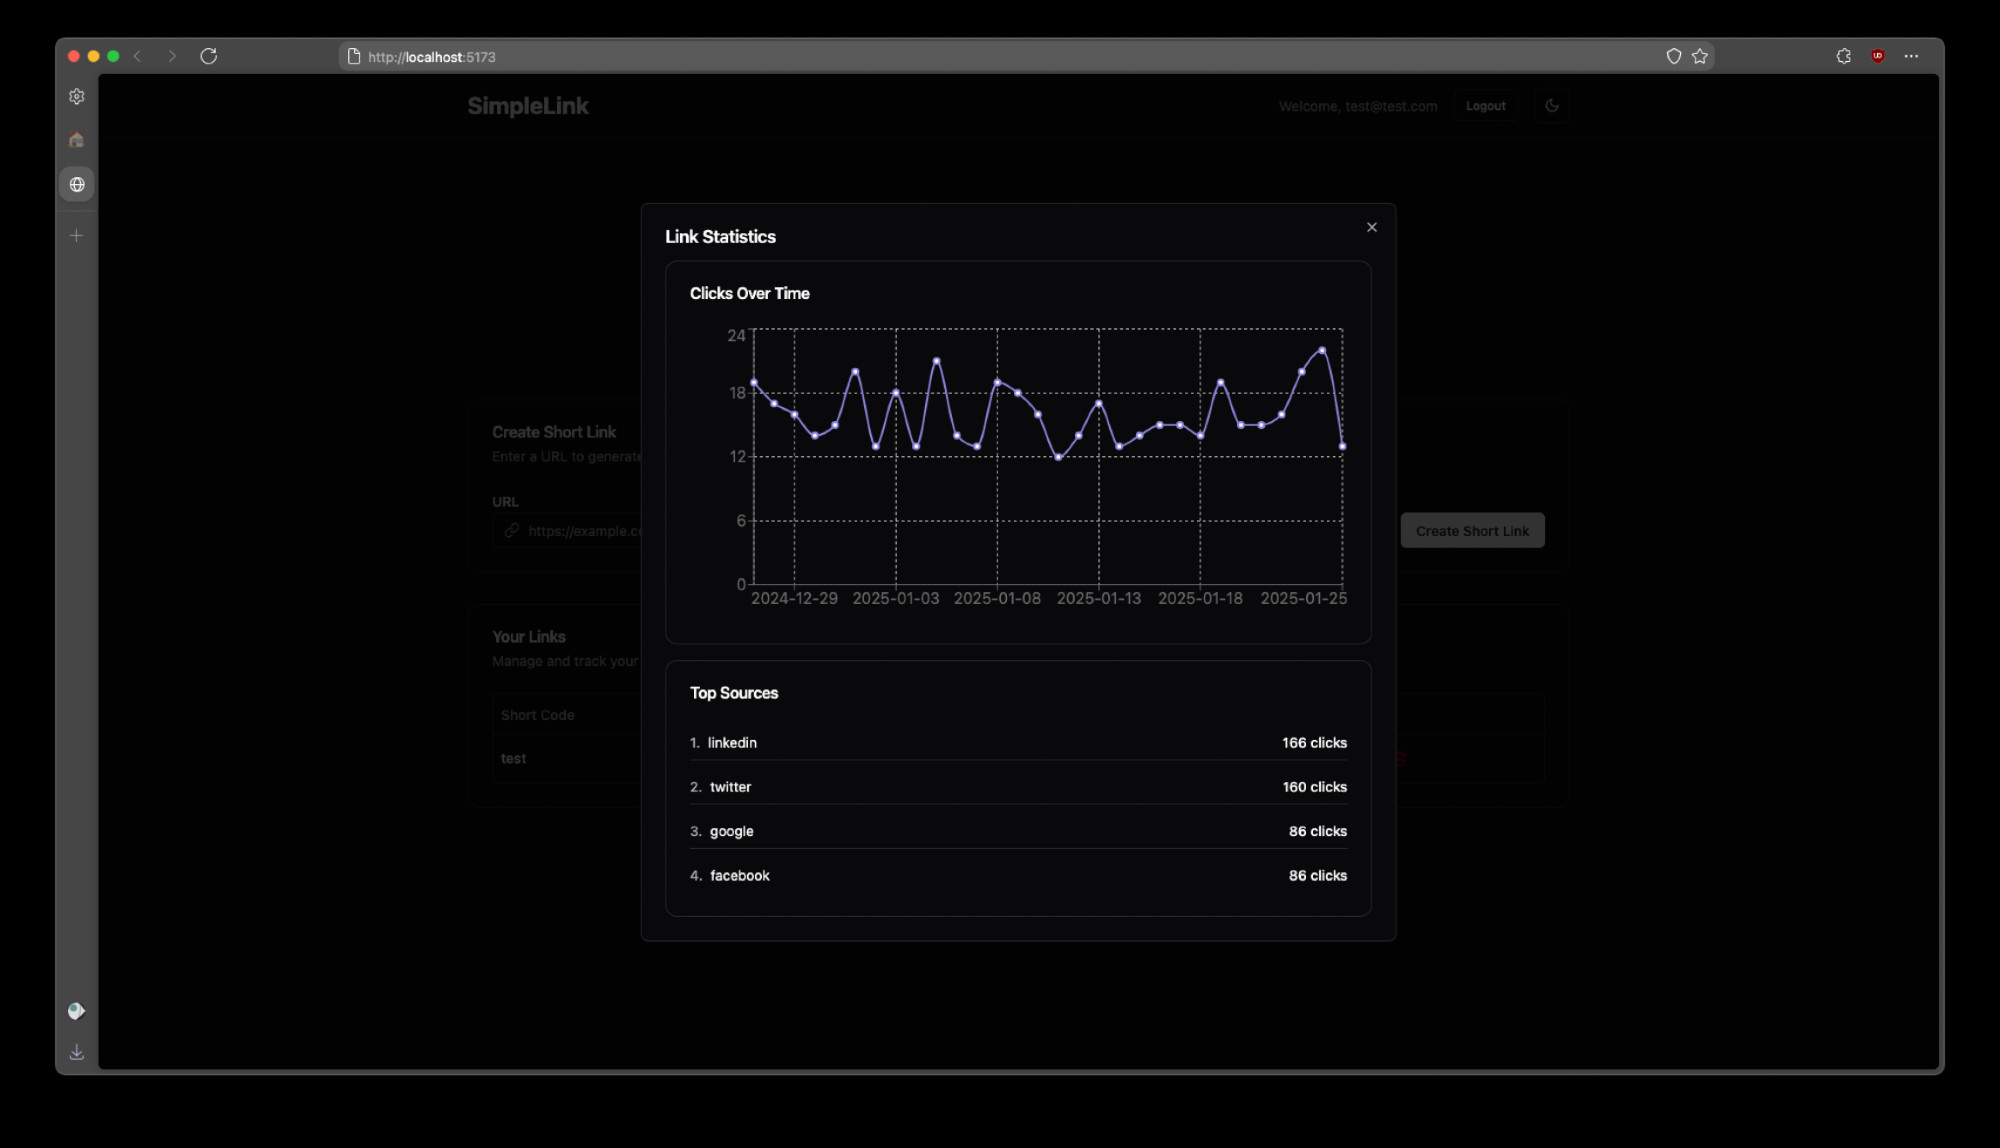 http://localhost:5173
SimpleLink
Welcome, test@test.com
Logout
Link Statistics
Clicks Over Time
24
18
12
6
0
2024-12-29 2025-01-03 2025-01-08 2025-01-13 2025-01-18 2025-01-25
Top Sources
1. linkedin 166 clicks
2. twitter 160 clicks
3. google 86 clicks
4. facebook 86 clicks
Create Short Link
Enter a URL to generate
URL
https://example.co
Create Short Link
Your Links
Manage and track your
Short Code
test